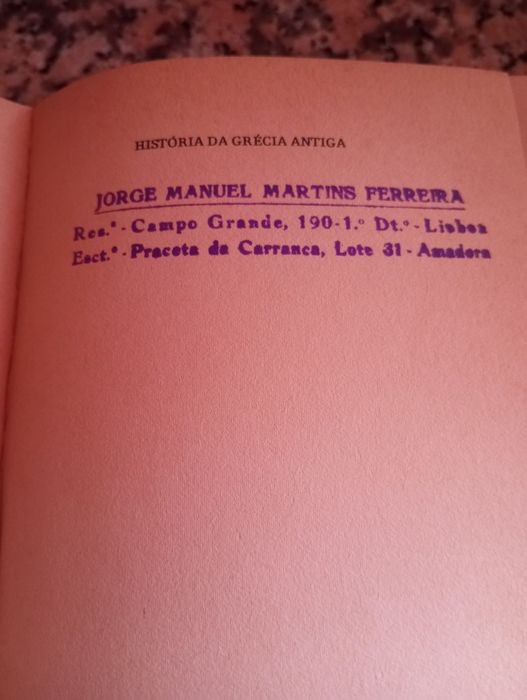 HISTÓRIA DA GRÉCIA ANTIGA
JORGE MANUEL MARTINS FERREIRA
Res.ª - Campo Grande, 190-1.º Dt.º - Lisboa
Esct.º - Praceta da Carranca, Lote 31 - Amadora